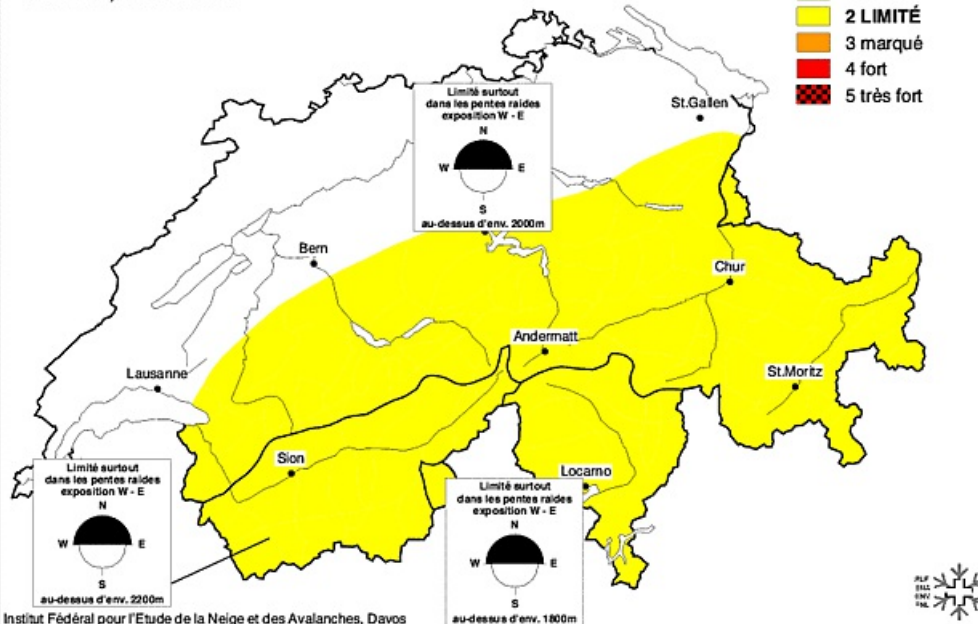 2 LIMITÉ
3 marqué
4 fort
5 très fort
Limité surtout
dans les pentes raides
exposition W - E
N
W E
S
au-dessus d'env. 2000m
St.Gallen
Bern
Chur
Andermatt
Lausanne
St.Moritz
Sion
Locarno
Limité surtout
dans les pentes raides
exposition W - E
N
W E
S
au-dessus d'env. 2200m
Limité surtout
dans les pentes raides
exposition W - E
N
W E
S
au-dessus d'env. 1800m
Institut Fédéral pour l'Etude de la Neige et des Avalanches, Davos